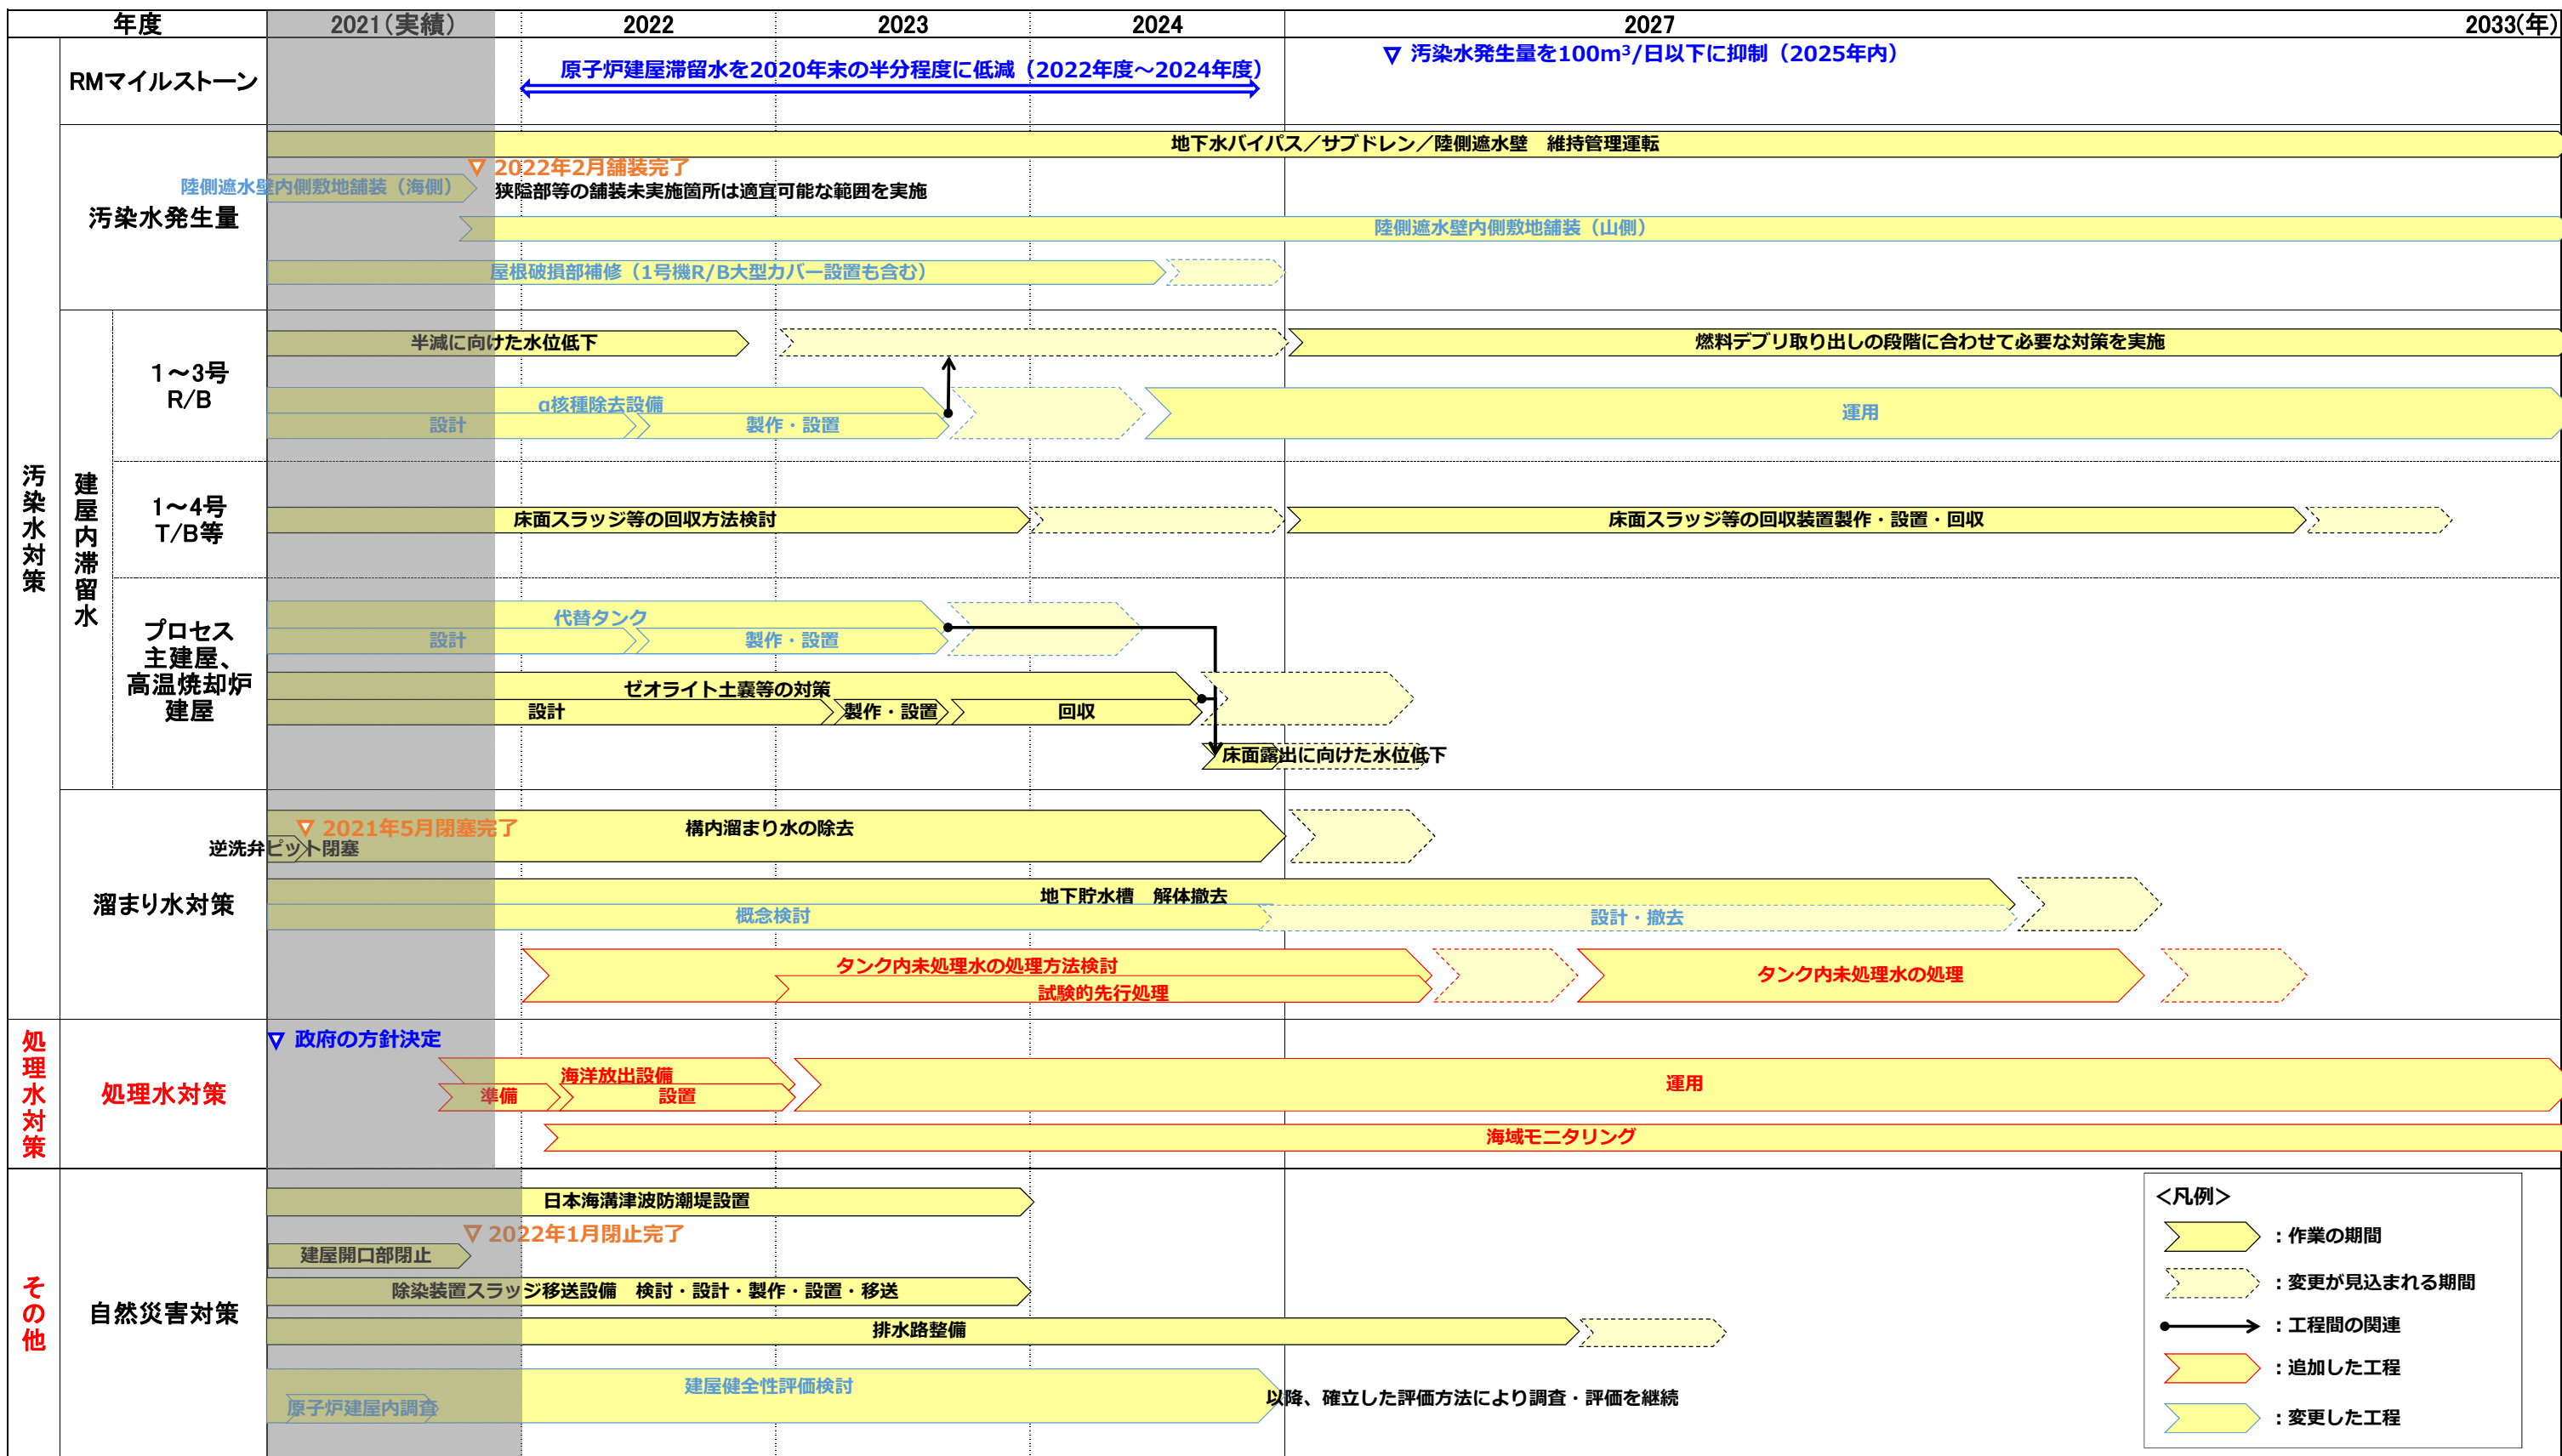 年度
2021(実績)
2022
2023
2024
2027
2033(年)
汚染水対策
RMマイルストーン
原子炉建屋滞留水を2020年末の半分程度に低減（2022年度～2024年度）
▽ 汚染水発生量を100m³/日以下に抑制（2025年内）
汚染水発生量
地下水バイパス／サブドレン／陸側遮水壁　維持管理運転
▽ 2022年2月舗装完了
陸側遮水壁内側敷地舗装（海側）
狭隘部等の舗装未実施箇所は適宜可能な範囲を実施
陸側遮水壁内側敷地舗装（山側）
屋根破損部補修（1号機R/B大型カバー設置も含む）
建屋内滞留水
1～3号
R/B
半減に向けた水位低下
燃料デブリ取り出しの段階に合わせて必要な対策を実施
α核種除去設備
設計
製作・設置
運用
1～4号
T/B等
床面スラッジ等の回収方法検討
床面スラッジ等の回収装置製作・設置・回収
プロセス
主建屋、
高温焼却炉
建屋
代替タンク
設計
製作・設置
ゼオライト土嚢等の対策
設計
製作・設置
回収
床面露出に向けた水位低下
溜まり水対策
▽ 2021年5月閉塞完了
構内溜まり水の除去
逆洗弁ピット閉塞
地下貯水槽　解体撤去
概念検討
設計・撤去
タンク内未処理水の処理方法検討
試験的先行処理
タンク内未処理水の処理
処理水対策
処理水対策
▽ 政府の方針決定
海洋放出設備
準備
設置
運用
海域モニタリング
その他
自然災害対策
日本海溝津波防潮堤設置
▽ 2022年1月閉止完了
建屋開口部閉止
除染装置スラッジ移送設備　検討・設計・製作・設置・移送
排水路整備
建屋健全性評価検討
原子炉建屋内調査
以降、確立した評価方法により調査・評価を継続
＜凡例＞
：作業の期間
：変更が見込まれる期間
：工程間の関連
：追加した工程
：変更した工程